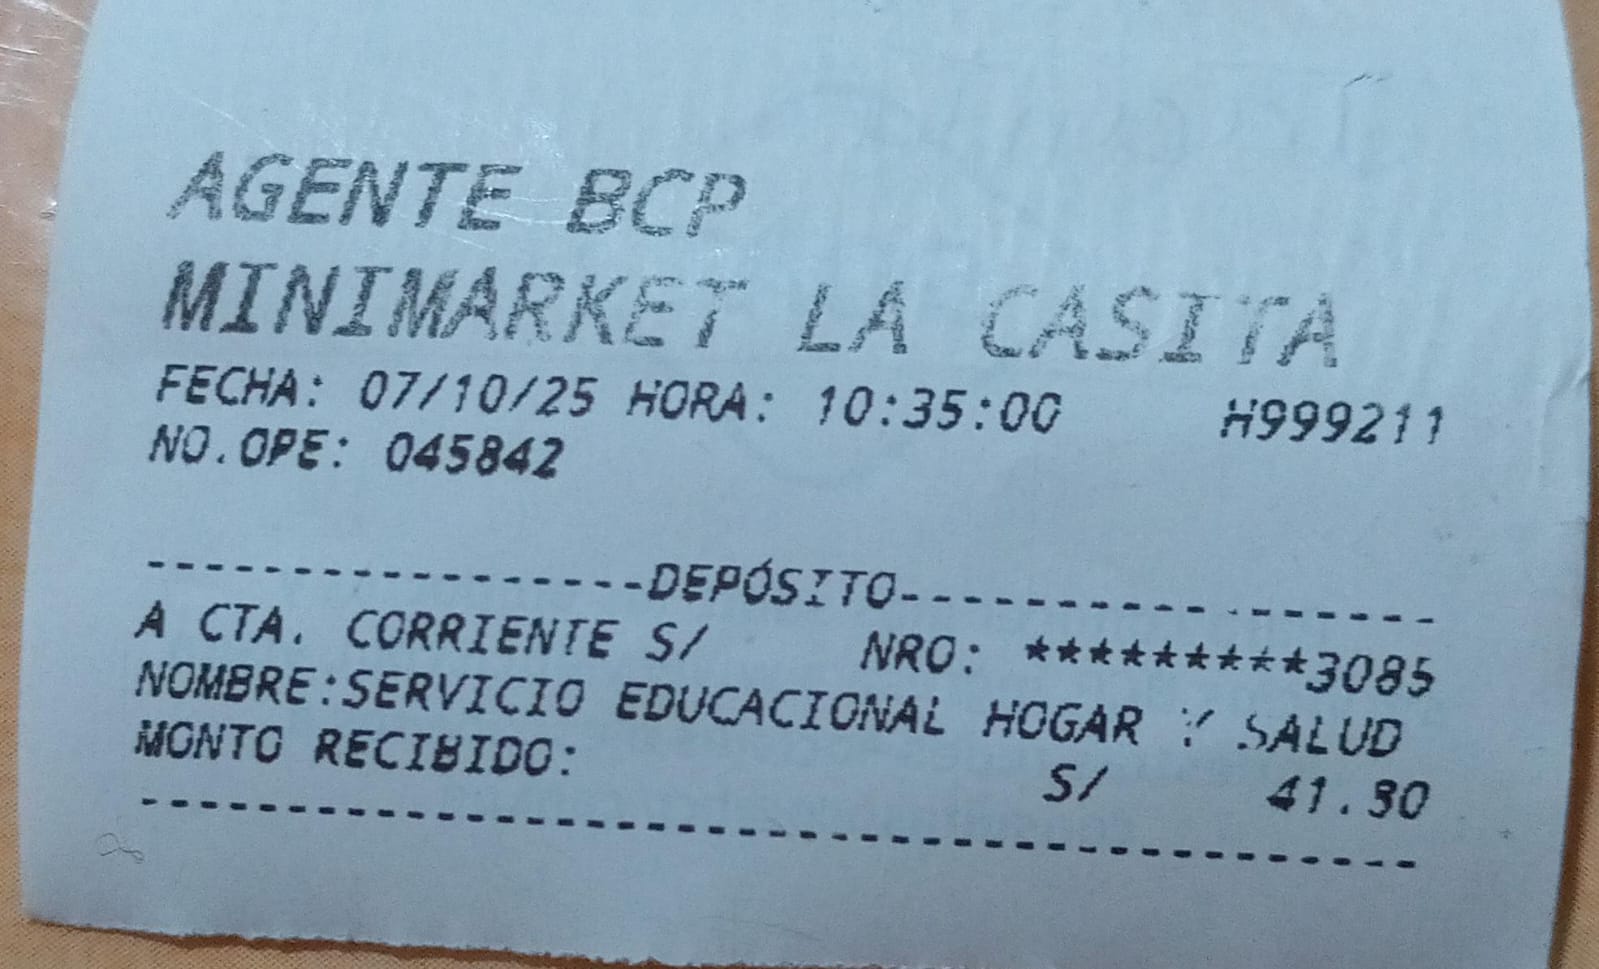 AGENTE BCP
MINIMARKET LA CASITA
FECHA: 07/10/25 HORA: 10:35:00 H999211
NO.OPE: 045842
------------------DEPÓSITO------------------
A CTA. CORRIENTE S/ NRO: *********3085
NOMBRE:SERVICIO EDUCACIONAL HOGAR Y SALUD
MONTO RECIBIDO: S/ 41.30
--------------------------------------------